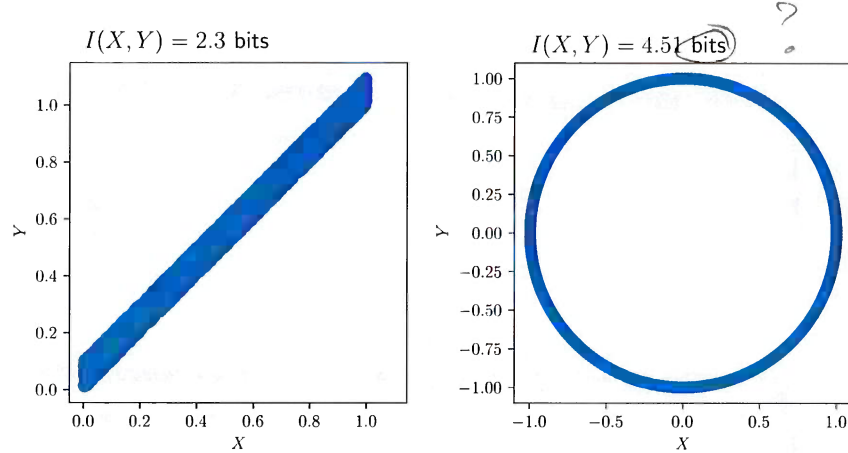 ?
I(X, Y) = 2.3 bits
I(X, Y) = 4.51 bits
1.0
0.8
0.6
0.4
0.2
0.0
Y
0.0 0.2 0.4 0.6 0.8 1.0
X
1.00
0.75
0.50
0.25
0.00
−0.25
−0.50
−0.75
−1.00
Y
−1.0 −0.5 0.0 0.5 1.0
X